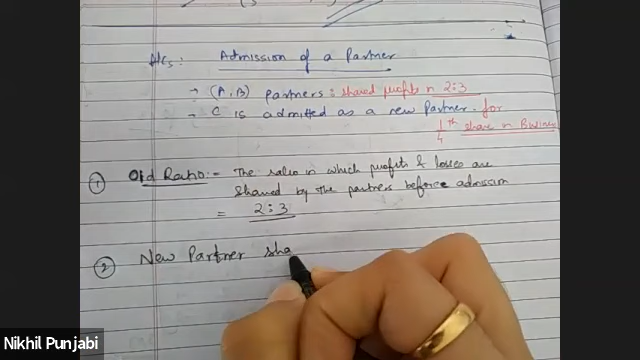 A/Cs: Admission of a Partner
→ (A, B) partners: shared profits in 2:3
→ C is admitted as a new Partner for
1/4th share in Business
① Old Ratio:- The ratio in which profits & losses are
shared by the partners before admission
= 2:3
② New Partner sha
Nikhil Punjabi